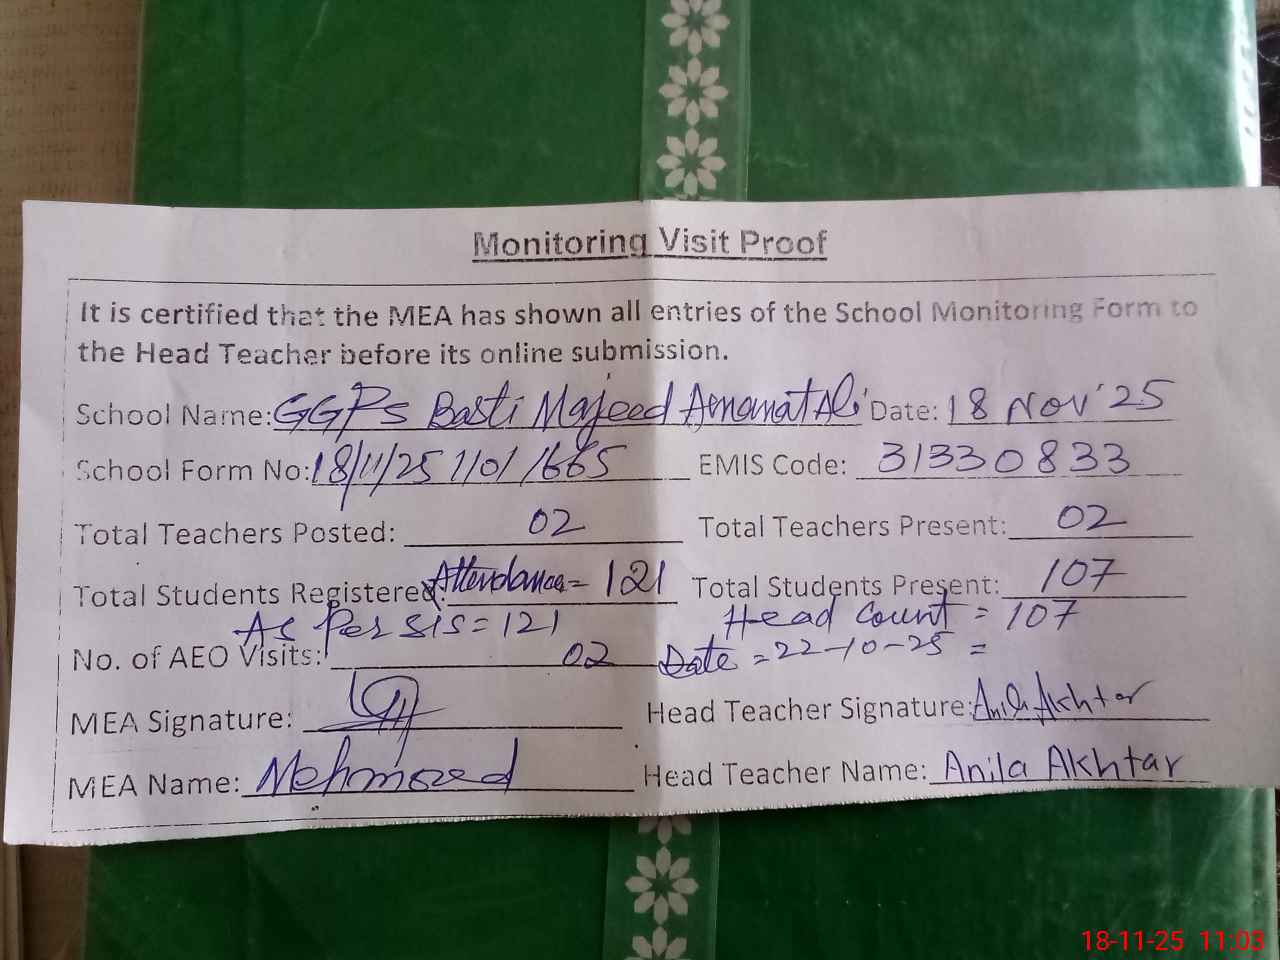 Monitoring Visit Proof
It is certified that the MEA has shown all entries of the School Monitoring Form to
the Head Teacher before its online submission.
School Name: GGPS Basti Majeed Amanat Ali Date: 18 Nov'25
School Form No: 18/11/25 1101 1665 EMIS Code: 31330833
Total Teachers Posted: 02 Total Teachers Present: 02
Total Students Registered: Attendance = 121 Total Students Present: 107
As Per SIS = 121 Head Count = 107
No. of AEO Visits: 02 Date = 22-10-25 =
MEA Signature: Head Teacher Signature: Anila Akhtar
MEA Name: Mehmood Head Teacher Name: Anila Akhtar
18-11-25 11:03